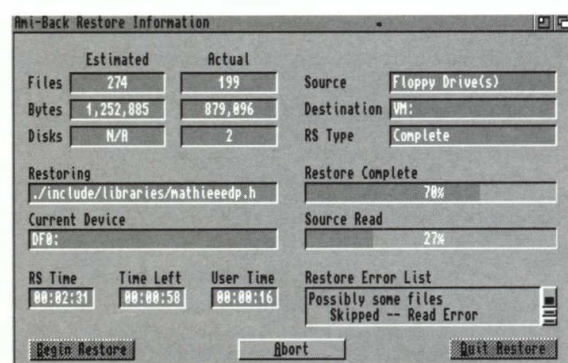 Ami-Back Restore Information
Estimated Actual
Files 274 199
Bytes 1,252,885 879,096
Disks N/A 2
Source Floppy Drive(s)
Destination VM:
RS Type Complete
Restoring
./include/libraries/mathieeedp.h
Current Device
DF0:
Restore Complete
70%
Source Read
27%
RS Time Time Left User Time
00:02:31 00:00:58 00:00:16
Restore Error List
Possibly some files
Skipped -- Read Error
Begin Restore Abort Quit Restore